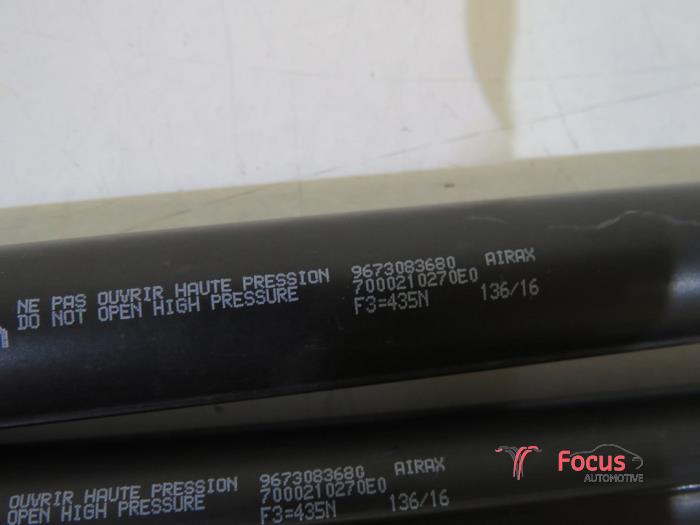 NE PAS OUVRIR HAUTE PRESSION 9673083680 AIRAX
DO NOT OPEN HIGH PRESSURE 7000210270E0
F3=435N 136/16
OUVRIR HAUTE PRESSION 9673083680 AIRAX
OPEN HIGH PRESSURE 7000210270E0
F3=435N 136/16
Focus
AUTOMOTIVE